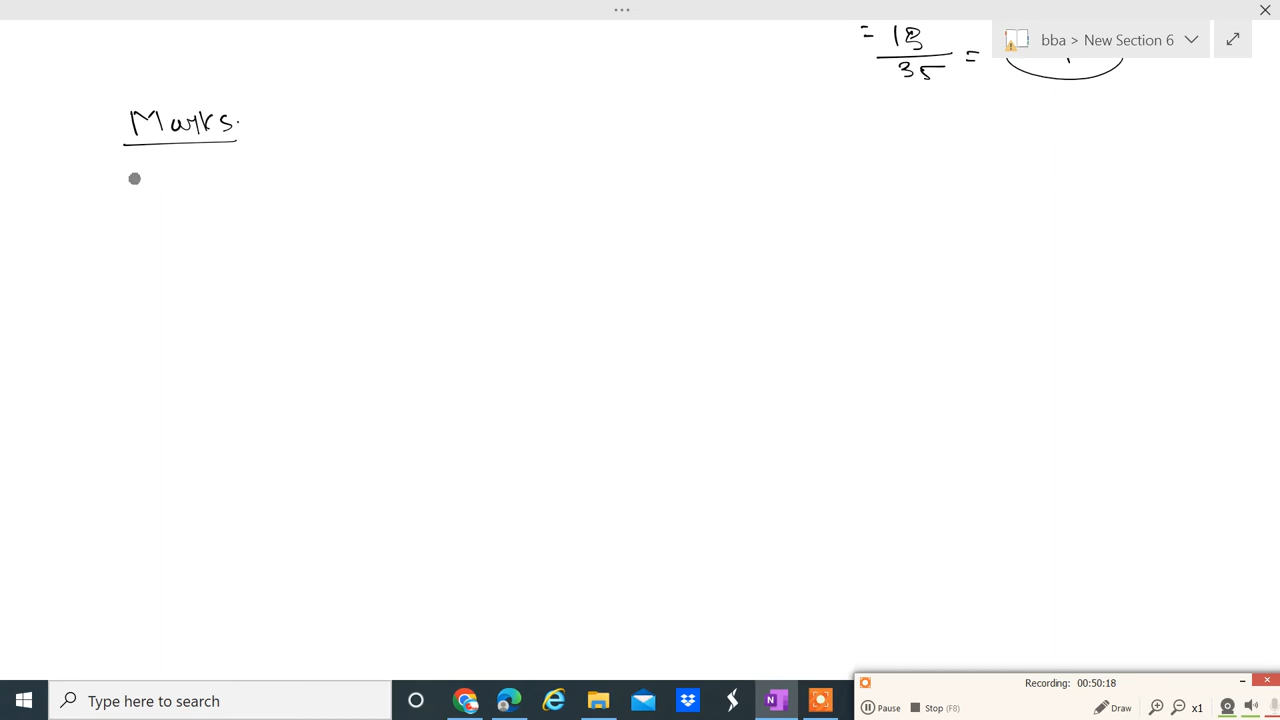 = 18
35 =
bba > New Section 6
Marks.
Type here to search
Recording: 00:50:18
Pause
Stop (F8)
Draw
x1